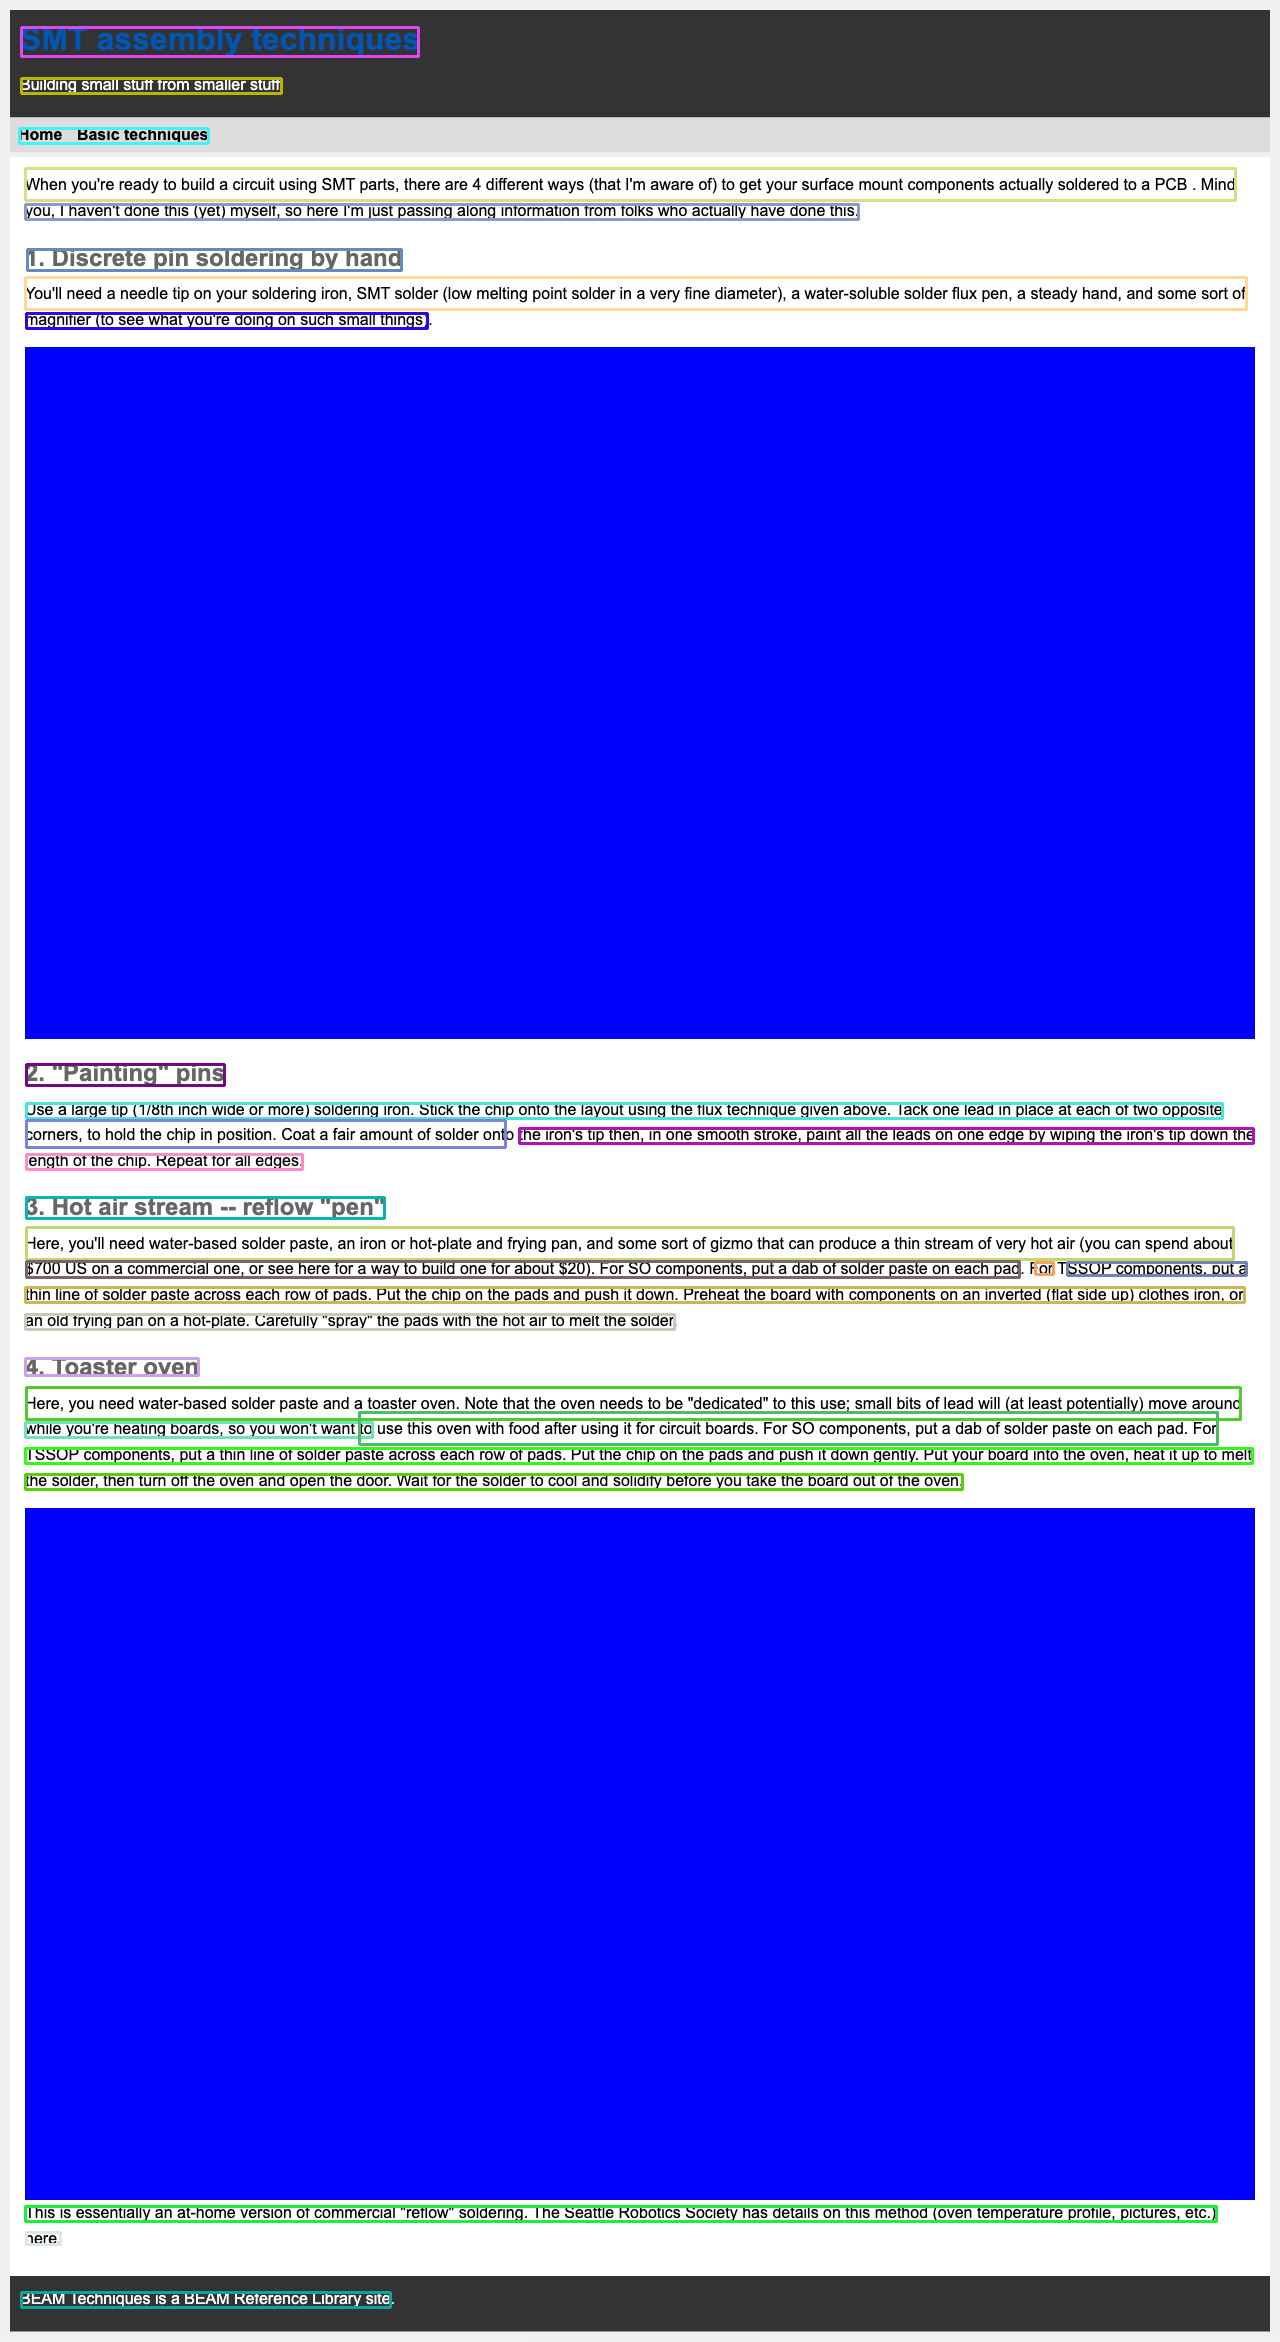 SMT assembly techniques
Building small stuff from smaller stuff
Home Basic techniques
When you're ready to build a circuit using SMT parts, there are 4 different ways (that I'm aware of) to get your surface mount components actually soldered to a PCB . Mind
you, I haven't done this (yet) myself, so here I'm just passing along information from folks who actually have done this.
1. Discrete pin soldering by hand
You'll need a needle tip on your soldering iron, SMT solder (low melting point solder in a very fine diameter), a water-soluble solder flux pen, a steady hand, and some sort of
magnifier (to see what you're doing on such small things).
2. "Painting" pins
Use a large tip (1/8th inch wide or more) soldering iron. Stick the chip onto the layout using the flux technique given above. Tack one lead in place at each of two opposite
corners, to hold the chip in position. Coat a fair amount of solder onto the iron's tip then, in one smooth stroke, paint all the leads on one edge by wiping the iron's tip down the
length of the chip. Repeat for all edges.
3. Hot air stream -- reflow "pen"
Here, you'll need water-based solder paste, an iron or hot-plate and frying pan, and some sort of gizmo that can produce a thin stream of very hot air (you can spend about
$700 US on a commercial one, or see here for a way to build one for about $20). For SO components, put a dab of solder paste on each pad. For TSSOP components, put a
thin line of solder paste across each row of pads. Put the chip on the pads and push it down. Preheat the board with components on an inverted (flat side up) clothes iron, or
an old frying pan on a hot-plate. Carefully "spray" the pads with the hot air to melt the solder.
4. Toaster oven
Here, you need water-based solder paste and a toaster oven. Note that the oven needs to be "dedicated" to this use; small bits of lead will (at least potentially) move around
while you're heating boards, so you won't want to use this oven with food after using it for circuit boards. For SO components, put a dab of solder paste on each pad. For
TSSOP components, put a thin line of solder paste across each row of pads. Put the chip on the pads and push it down gently. Put your board into the oven, heat it up to melt
the solder, then turn off the oven and open the door. Wait for the solder to cool and solidify before you take the board out of the oven.
This is essentially an at-home version of commercial "reflow" soldering. The Seattle Robotics Society has details on this method (oven temperature profile, pictures, etc.)
here.
BEAM Techniques is a BEAM Reference Library site.